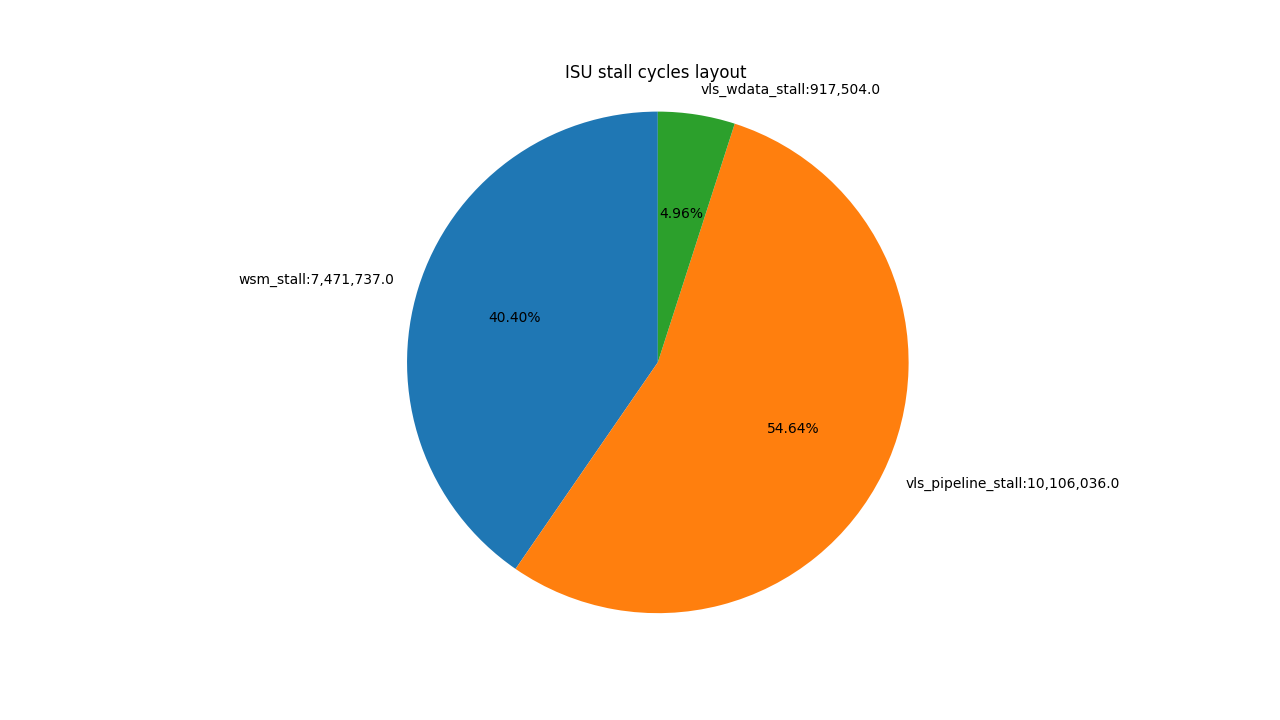 ISU stall cycles layout
vls_wdata_stall:917,504.0
4.96%
wsm_stall:7,471,737.0
40.40%
54.64%
vls_pipeline_stall:10,106,036.0